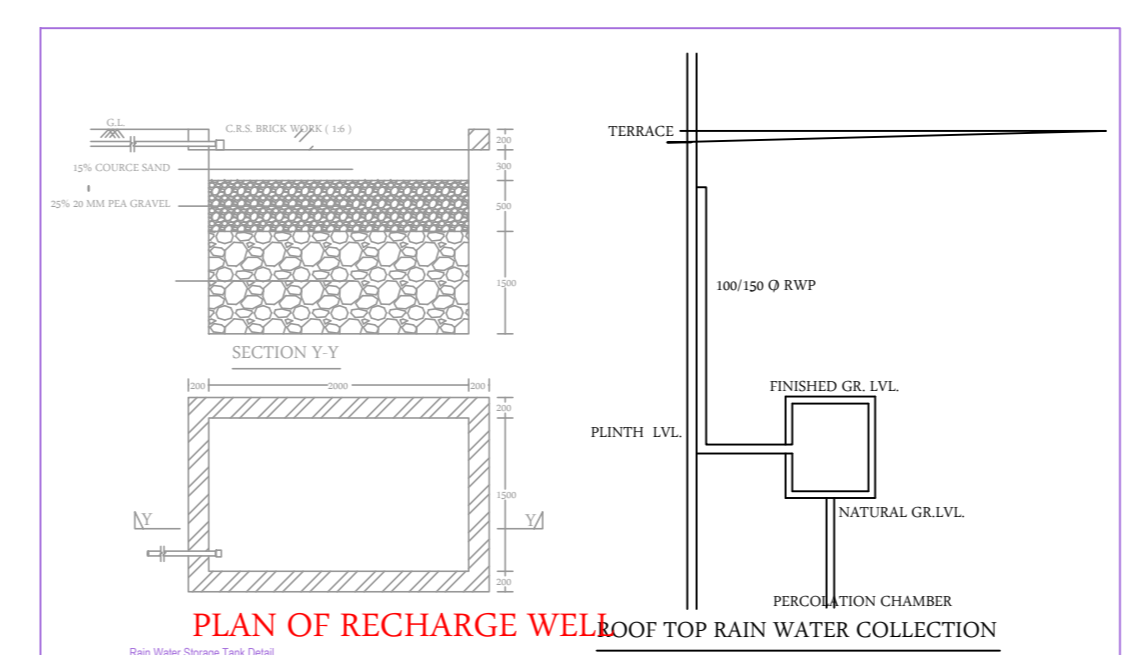 G.L.
C.R.S. BRICK WORK ( 1:6 )
200
15% COURCE SAND
300
25% 20 MM PEA GRAVEL
500
1500
SECTION Y-Y
200
2000
200
200
1500
Y
Y
200
PLAN OF RECHARGE WELL
Rain Water Storage Tank Detail
TERRACE
100/150 Ø RWP
FINISHED GR. LVL.
PLINTH LVL.
NATURAL GR.LVL.
PERCOLATION CHAMBER
ROOF TOP RAIN WATER COLLECTION